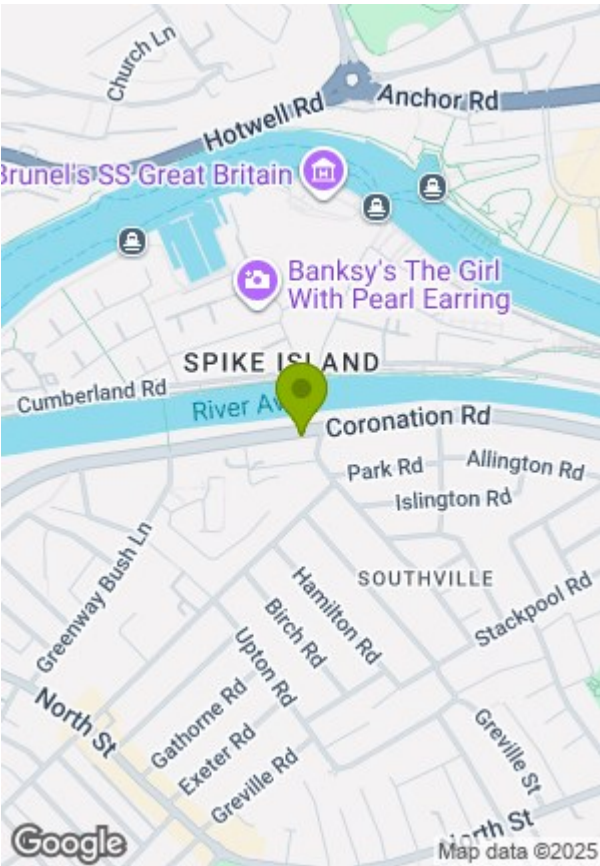 Church Ln
Hotwell Rd
Anchor Rd
Brunel's SS Great Britain
Banksy's The Girl
With Pearl Earring
SPIKE ISLAND
Cumberland Rd
River Av
Coronation Rd
Park Rd
Allington Rd
Islington Rd
Greenway Bush Ln
SOUTHVILLE
Hamilton Rd
Birch Rd
Stackpool Rd
Upton Rd
Gathorne Rd
North St
Exeter Rd
Greville Rd
Greville St
North St
Google
Map data ©2025